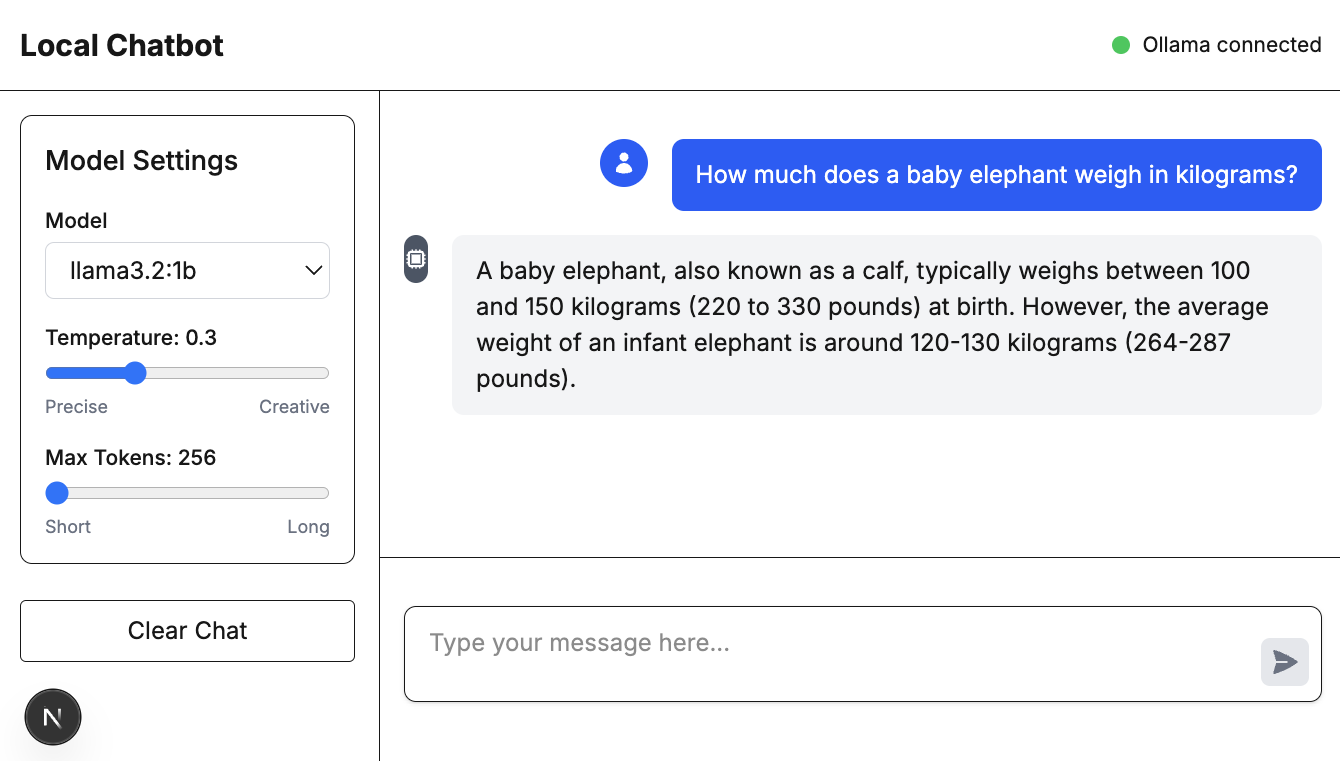 Local Chatbot
Ollama connected
Model Settings
Model
llama3.2:1b
Temperature: 0.3
Precise
Creative
Max Tokens: 256
Short
Long
Clear Chat
N
How much does a baby elephant weigh in kilograms?
A baby elephant, also known as a calf, typically weighs between 100
and 150 kilograms (220 to 330 pounds) at birth. However, the average
weight of an infant elephant is around 120-130 kilograms (264-287
pounds).
Type your message here...